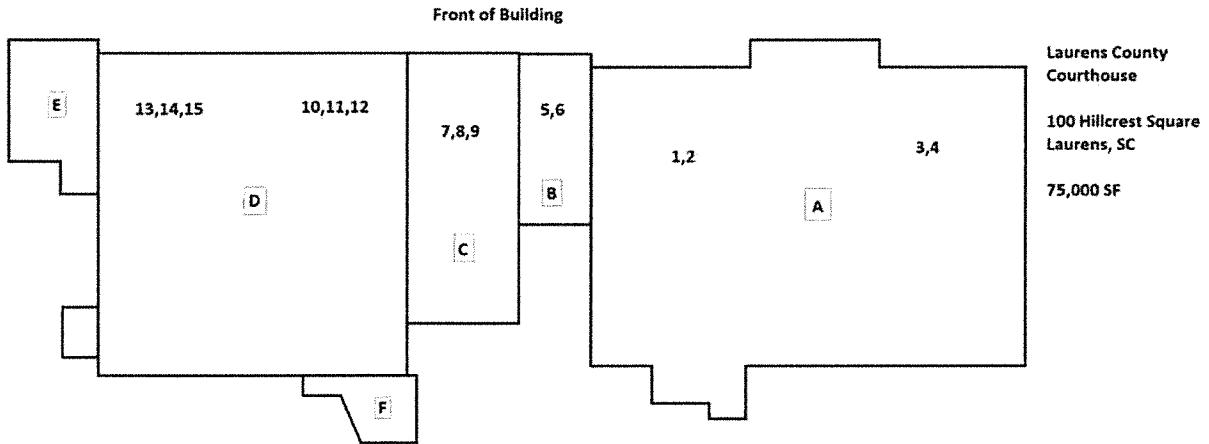 Front of Building
Laurens County
Courthouse
100 Hillcrest Square
Laurens, SC
75,000 SF
E
13,14,15
10,11,12
7,8,9
5,6
1,2
3,4
D
C
B
A
F